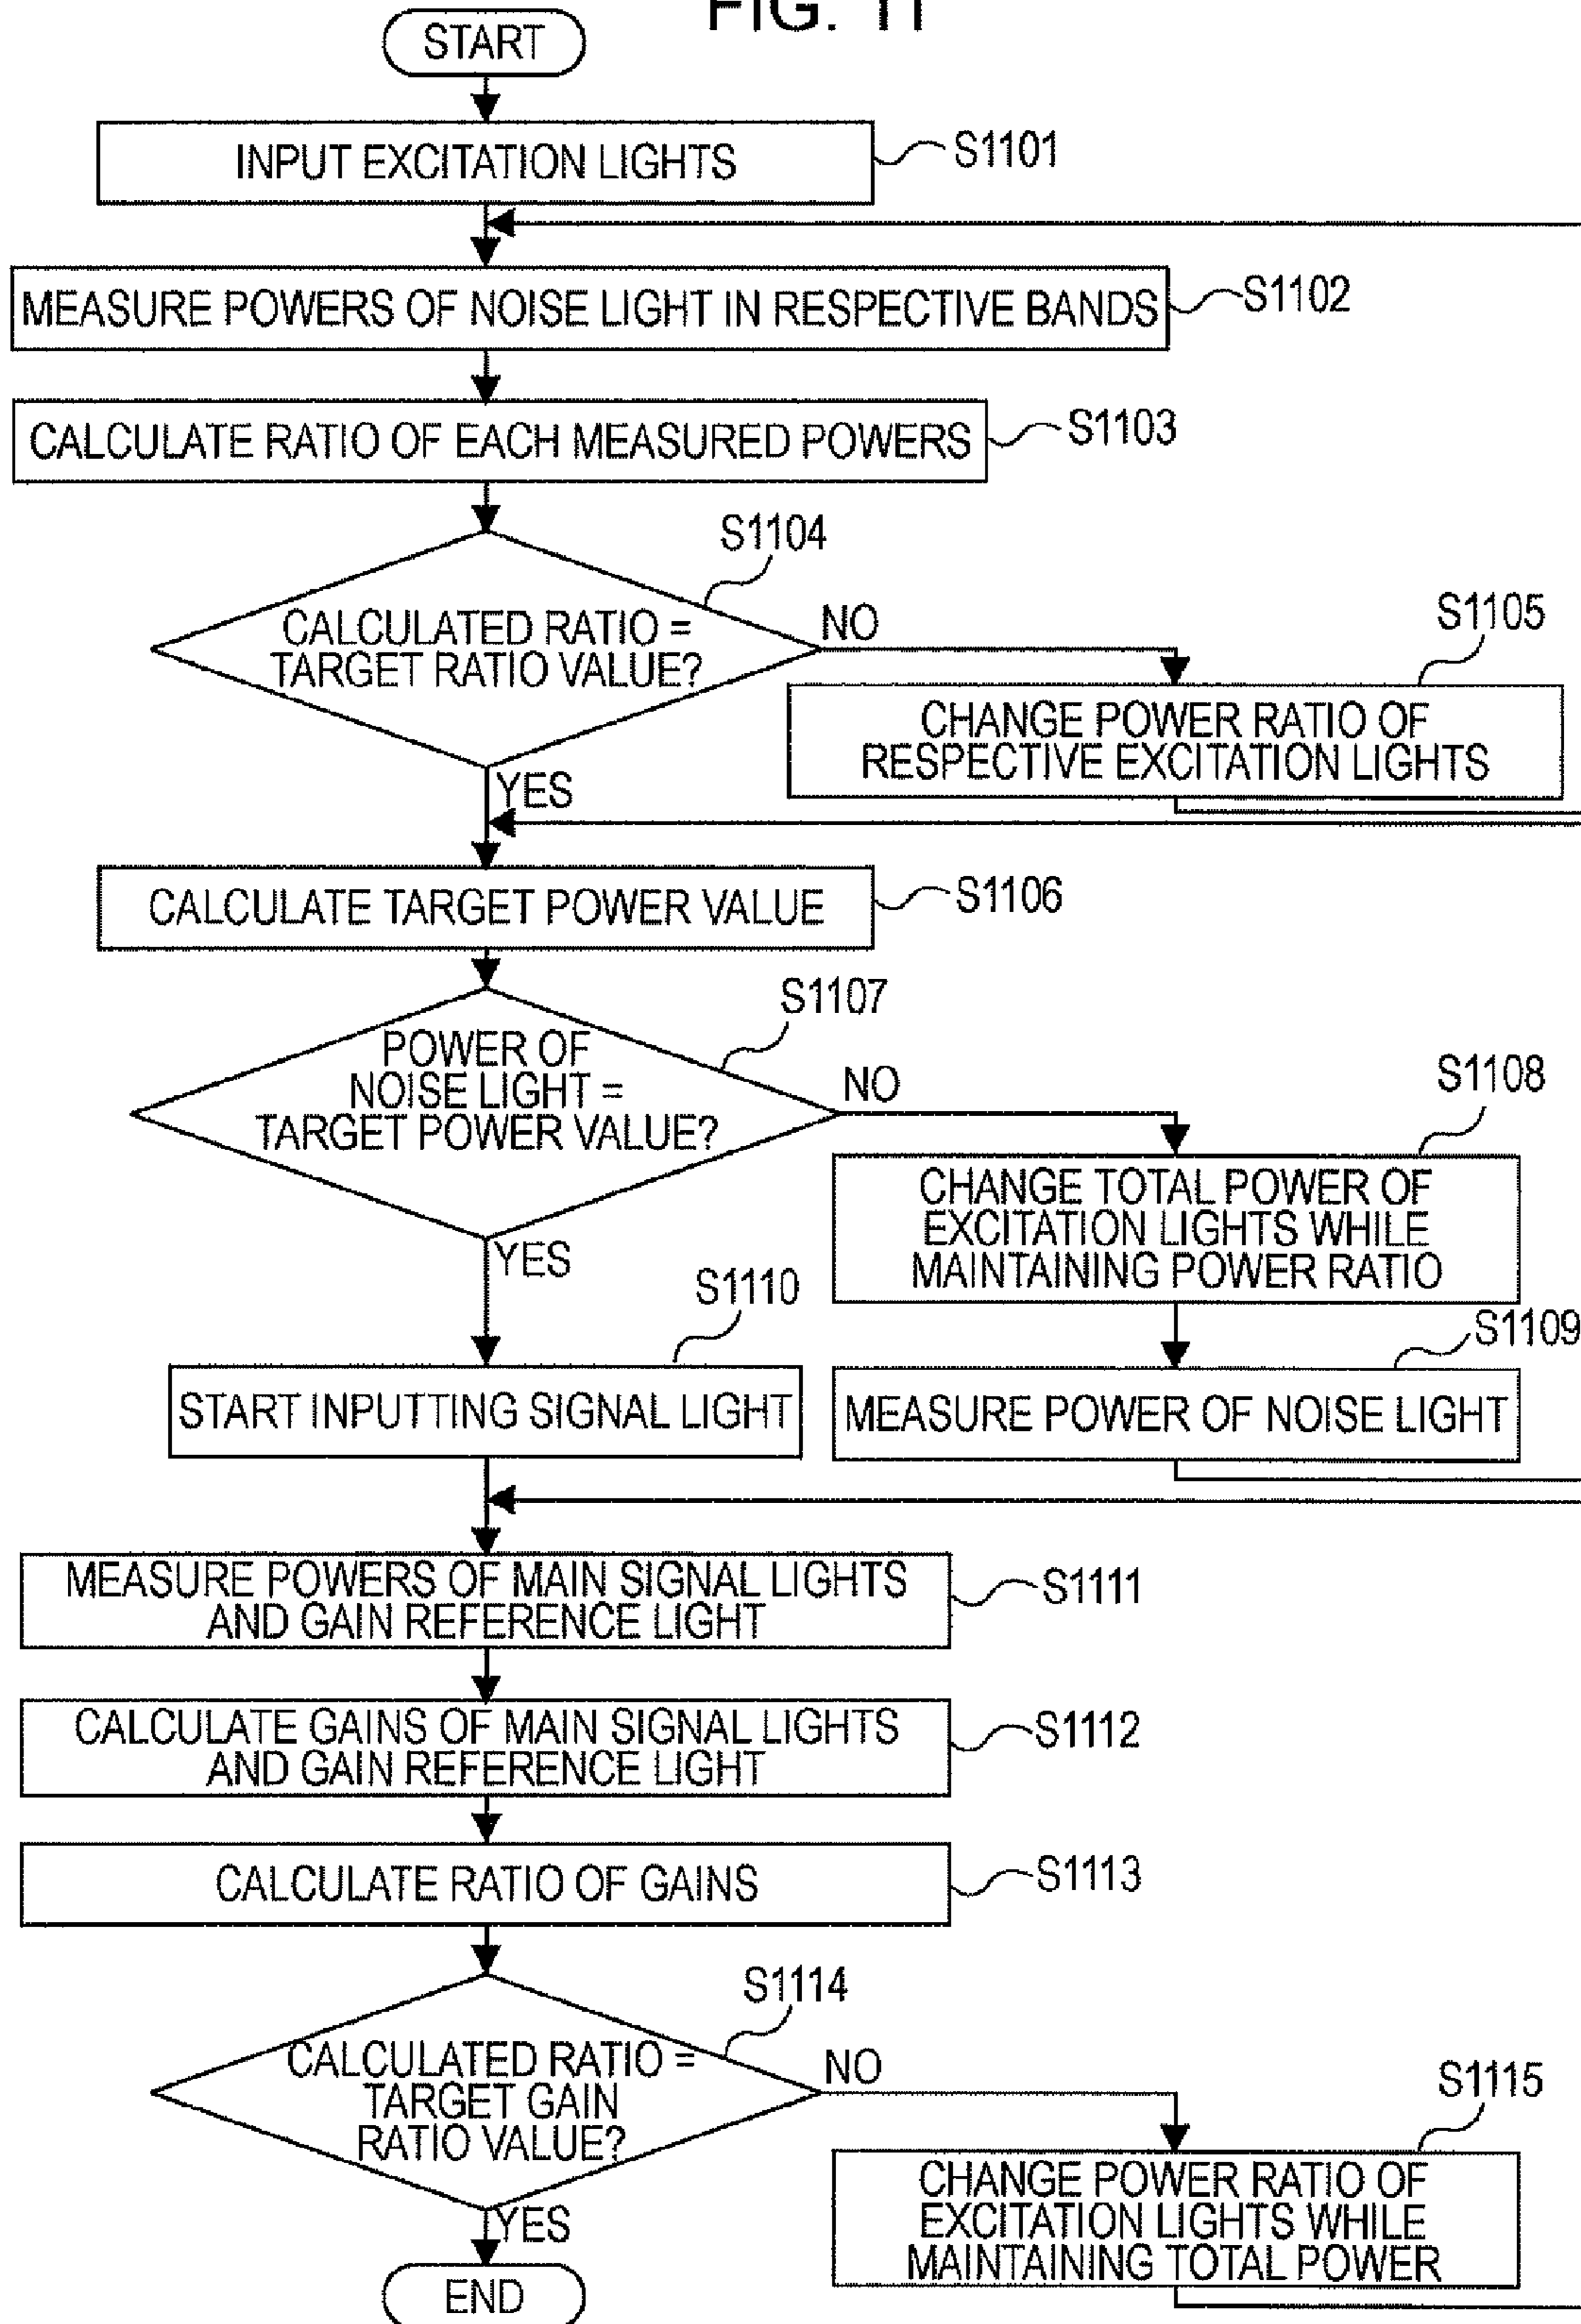 FIG. 11
START
INPUT EXCITATION LIGHTS
S1101
MEASURE POWERS OF NOISE LIGHT IN RESPECTIVE BANDS
S1102
CALCULATE RATIO OF EACH MEASURED POWERS
S1103
S1104
CALCULATED RATIO =
TARGET RATIO VALUE?
NO
YES
S1105
CHANGE POWER RATIO OF
RESPECTIVE EXCITATION LIGHTS
CALCULATE TARGET POWER VALUE
S1106
S1107
POWER OF
NOISE LIGHT =
TARGET POWER VALUE?
NO
YES
S1108
CHANGE TOTAL POWER OF
EXCITATION LIGHTS WHILE
MAINTAINING POWER RATIO
S1109
MEASURE POWER OF NOISE LIGHT
S1110
START INPUTTING SIGNAL LIGHT
MEASURE POWERS OF MAIN SIGNAL LIGHTS
AND GAIN REFERENCE LIGHT
S1111
CALCULATE GAINS OF MAIN SIGNAL LIGHTS
AND GAIN REFERENCE LIGHT
S1112
CALCULATE RATIO OF GAINS
S1113
S1114
CALCULATED RATIO =
TARGET GAIN
RATIO VALUE?
NO
YES
S1115
CHANGE POWER RATIO OF
EXCITATION LIGHTS WHILE
MAINTAINING TOTAL POWER
END